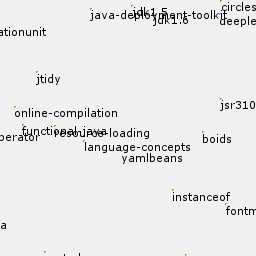 circles
java-deployment-toolkit
jdk1.5
jdk1.6
deeple
ationunit
jtidy
jsr310
online-compilation
functional-java
resource-loading
perator
boids
language-concepts
yamlbeans
instanceof
fontm
a